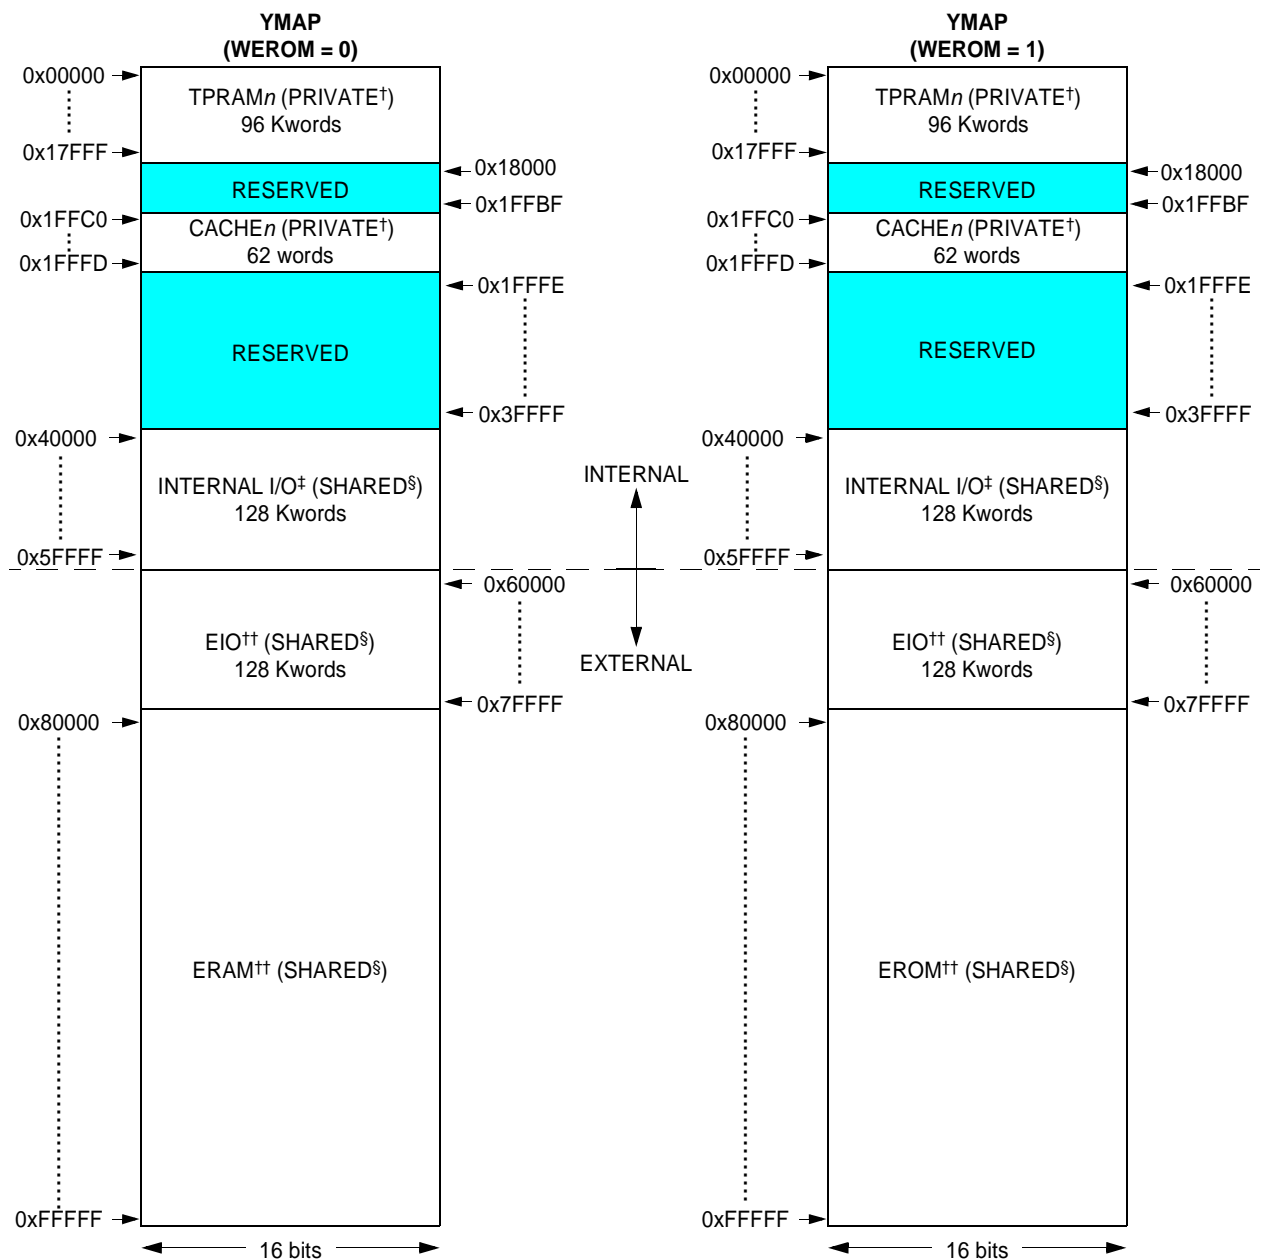 YMAP
(WEROM = 0)
0x00000
TPRAMn (PRIVATE†)
96 Kwords
0x17FFF
0x18000
RESERVED
0x1FFBF
0x1FFC0
CACHEn (PRIVATE†)
62 words
0x1FFFD
0x1FFFE
RESERVED
0x3FFFF
0x40000
INTERNAL I/O‡ (SHARED§)
128 Kwords
0x5FFFF
0x60000
EIO†† (SHARED§)
128 Kwords
0x7FFFF
0x80000
ERAM†† (SHARED§)
0xFFFFF
16 bits
INTERNAL
EXTERNAL
YMAP
(WEROM = 1)
0x00000
TPRAMn (PRIVATE†)
96 Kwords
0x17FFF
0x18000
RESERVED
0x1FFBF
0x1FFC0
CACHEn (PRIVATE†)
62 words
0x1FFFD
0x1FFFE
RESERVED
0x3FFFF
0x40000
INTERNAL I/O‡ (SHARED§)
128 Kwords
0x5FFFF
0x60000
EIO†† (SHARED§)
128 Kwords
0x7FFFF
0x80000
EROM†† (SHARED§)
0xFFFFF
16 bits